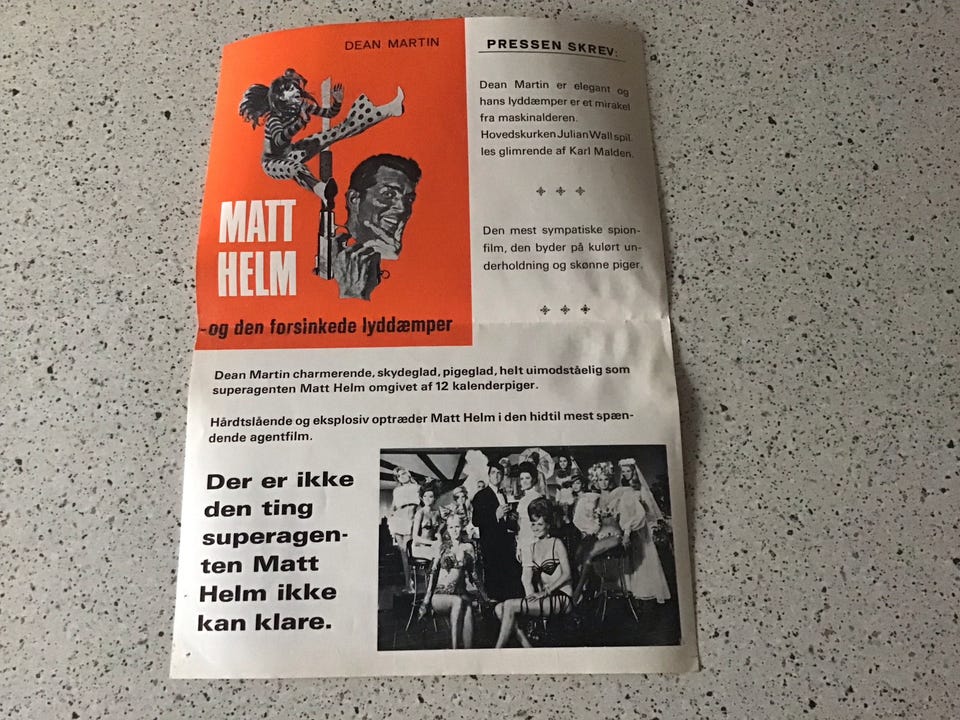 DEAN MARTIN
MATT
HELM
-og den forsinkede lyddæmper
PRESSEN SKREV:
Dean Martin er elegant og
hans lyddæmper er et mirakel
fra maskinalderen.
Hovedskurken Julian Wall spil-
les glimrende af Karl Malden.
Den mest sympatiske spion-
film, den byder på kulørt un-
derholdning og skønne piger.
Dean Martin charmerende, skydeglad, pigeglad, helt uimodståelig som
superagenten Matt Helm omgivet af 12 kalenderpiger.
Hårdtslående og eksplosiv optræder Matt Helm i den hidtil mest spæn-
dende agentfilm.
Der er ikke
den ting
superagen-
ten Matt
Helm ikke
kan klare.